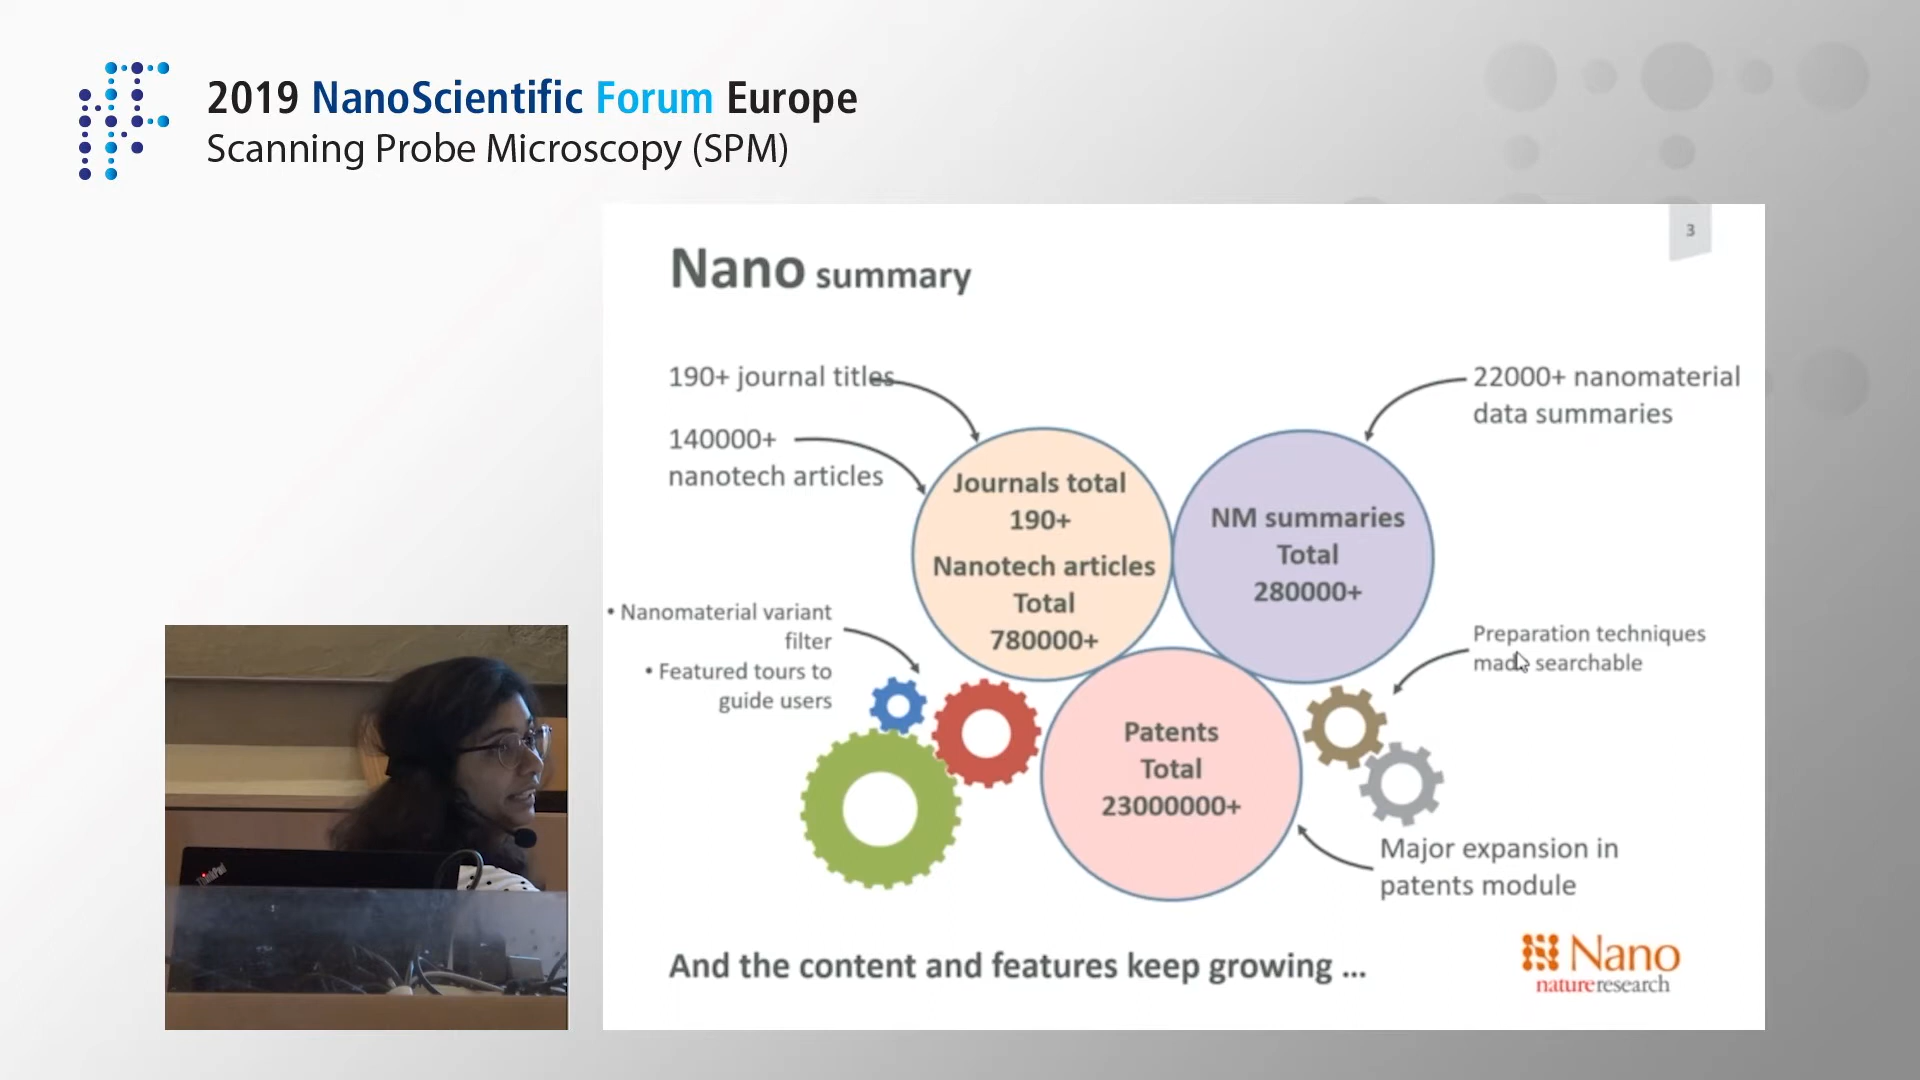 2019 NanoScientific Forum Europe
Scanning Probe Microscopy (SPM)
3
Nano summary
190+ journal titles
140000+
nanotech articles
22000+ nanomaterial
data summaries
Journals total
190+
Nanotech articles
Total
780000+
NM summaries
Total
280000+
• Nanomaterial variant
filter
• Featured tours to
guide users
Preparation techniques
made searchable
Patents
Total
23000000+
Major expansion in
patents module
And the content and features keep growing ...
Nano
natureresearch
ThinkPad